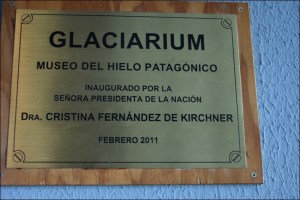 GLACIARIUM
MUSEO DEL HIELO PATAGÓNICO
INAUGURADO POR LA
SEÑORA PRESIDENTA DE LA NACIÓN
DRA. CRISTINA FERNÁNDEZ DE KIRCHNER
FEBRERO 2011